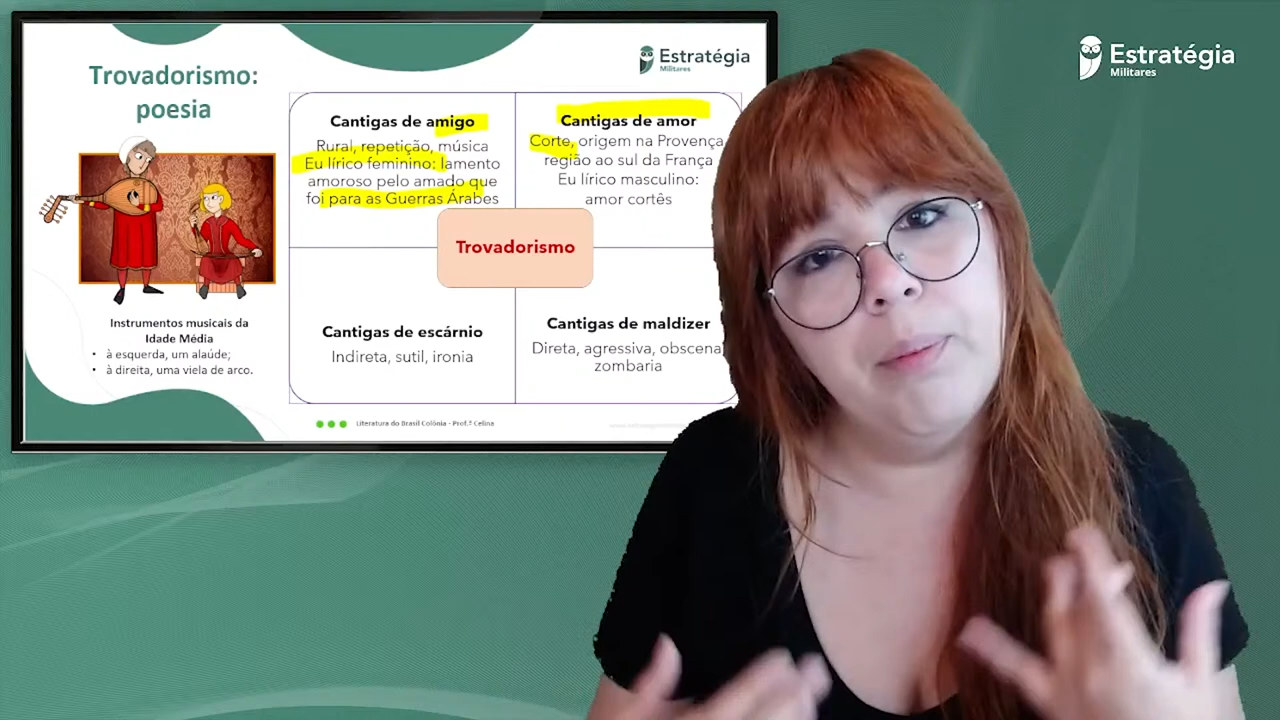 Trovadorismo:
poesia
Estratégia
Militares
Cantigas de amigo
Rural, repetição, música
Eu lírico feminino: lamento
amoroso pelo amado que
foi para as Guerras Árabes
Cantigas de amor
Corte, origem na Provença,
região ao sul da França
Eu lírico masculino:
amor cortês
Trovadorismo
Cantigas de escárnio
Indireta, sutil, ironia
Cantigas de maldizer
Direta, agressiva, obscena,
zombaria
Instrumentos musicais da
Idade Média
• à esquerda, um alaúde;
• à direita, uma viela de arco.
Literatura do Brasil Colônia - Prof.ª Celina
Estratégia
Militares